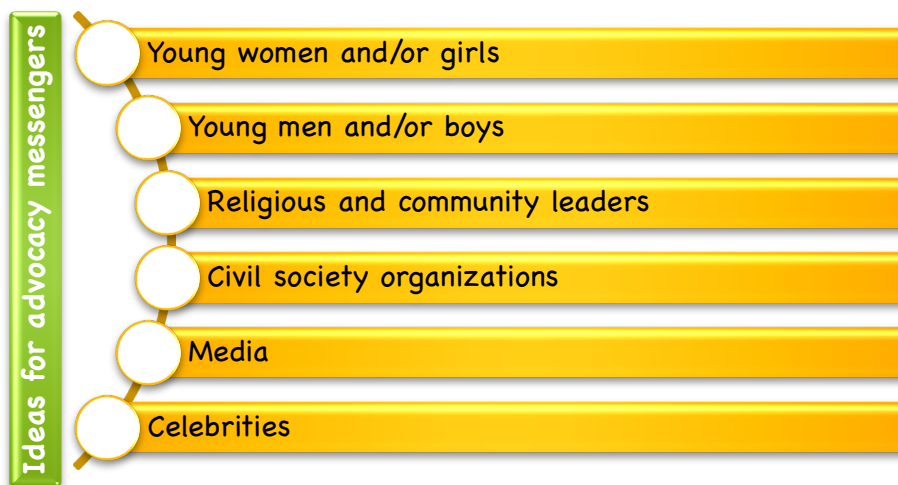 Ideas for advocacy messengers
Young women and/or girls
Young men and/or boys
Religious and community leaders
Civil society organizations
Media
Celebrities